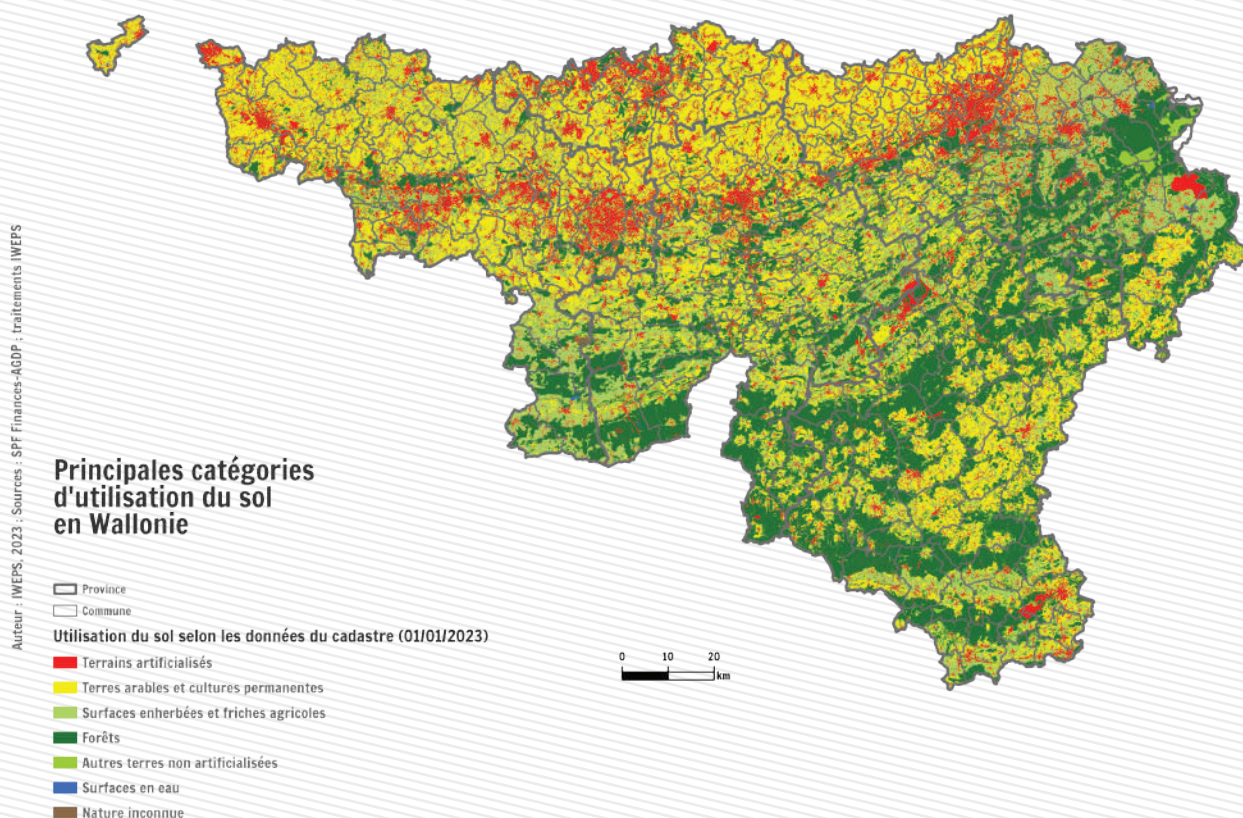 Auteur : IWEPS, 2023 ; Sources : SPF Finances-AGDP ; traitements IWEPS
Principales catégories
d'utilisation du sol
en Wallonie
Province
Commune
Utilisation du sol selon les données du cadastre (01/01/2023)
Terrains artificialisés
Terres arables et cultures permanentes
Surfaces enherbées et friches agricoles
Forêts
Autres terres non artificialisées
Surfaces en eau
Nature inconnue
0 10 20
km